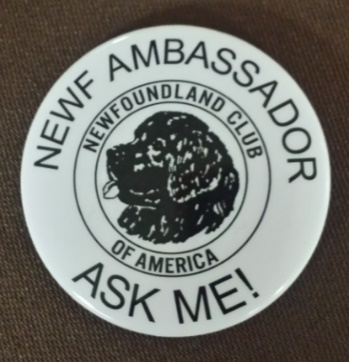 NEWF AMBASSADOR
NEWFOUNDLAND CLUB
OF AMERICA
ASK ME!